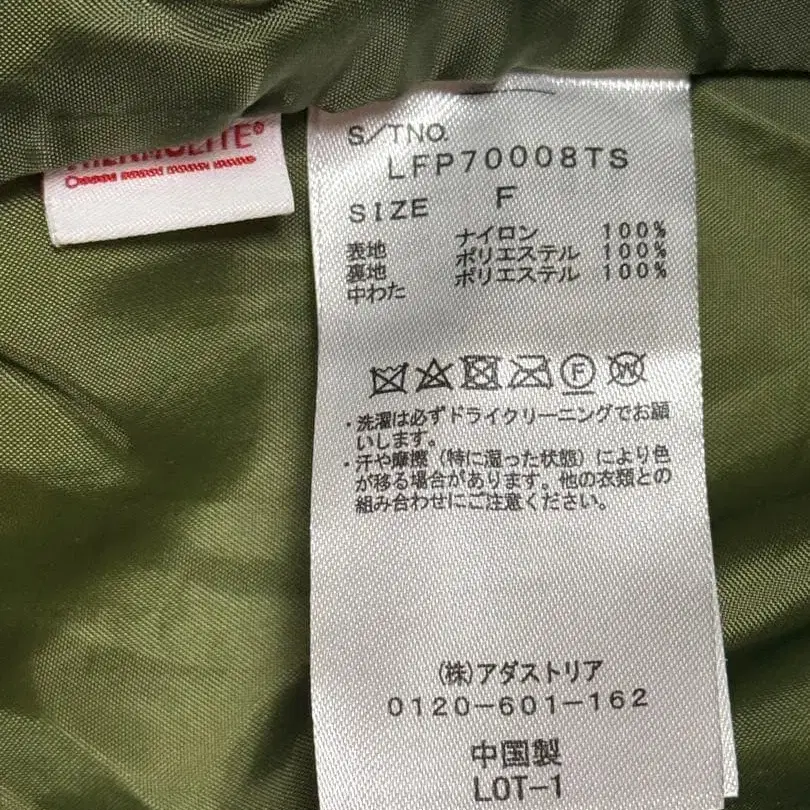 THERMOLITE®
S/TNO.
LFP70008TS
SIZE F
表地 ナイロン 100%
裏地 ポリエステル 100%
中わた ポリエステル 100%
F
W
・洗濯は必ずドライクリーニングでお願
いします。
・汗や摩擦（特に湿った状態）により色
が移る場合があります。他の衣類との
組み合わせにご注意ください。
(株)アダストリア
0120-601-162
中国製
LOT-1